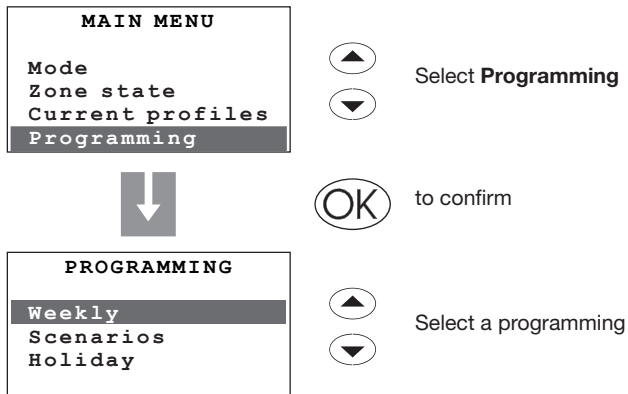 MAIN MENU
Mode
Zone state
Current profiles
Programming
Select Programming
OK
to confirm
PROGRAMMING
Weekly
Scenarios
Holiday
Select a programming